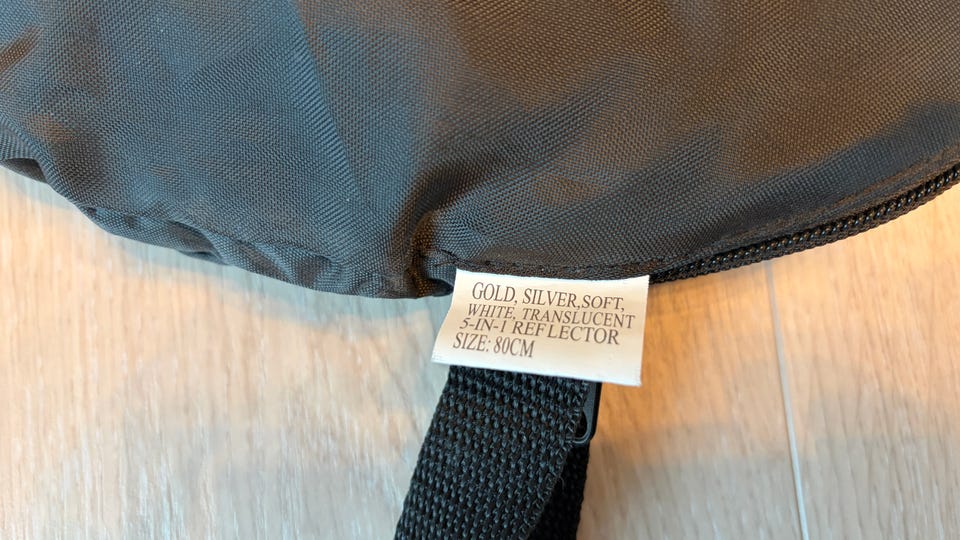 GOLD, SILVER,SOFT,
WHITE, TRANSLUCENT
5-IN-1 REFLECTOR
SIZE: 80CM